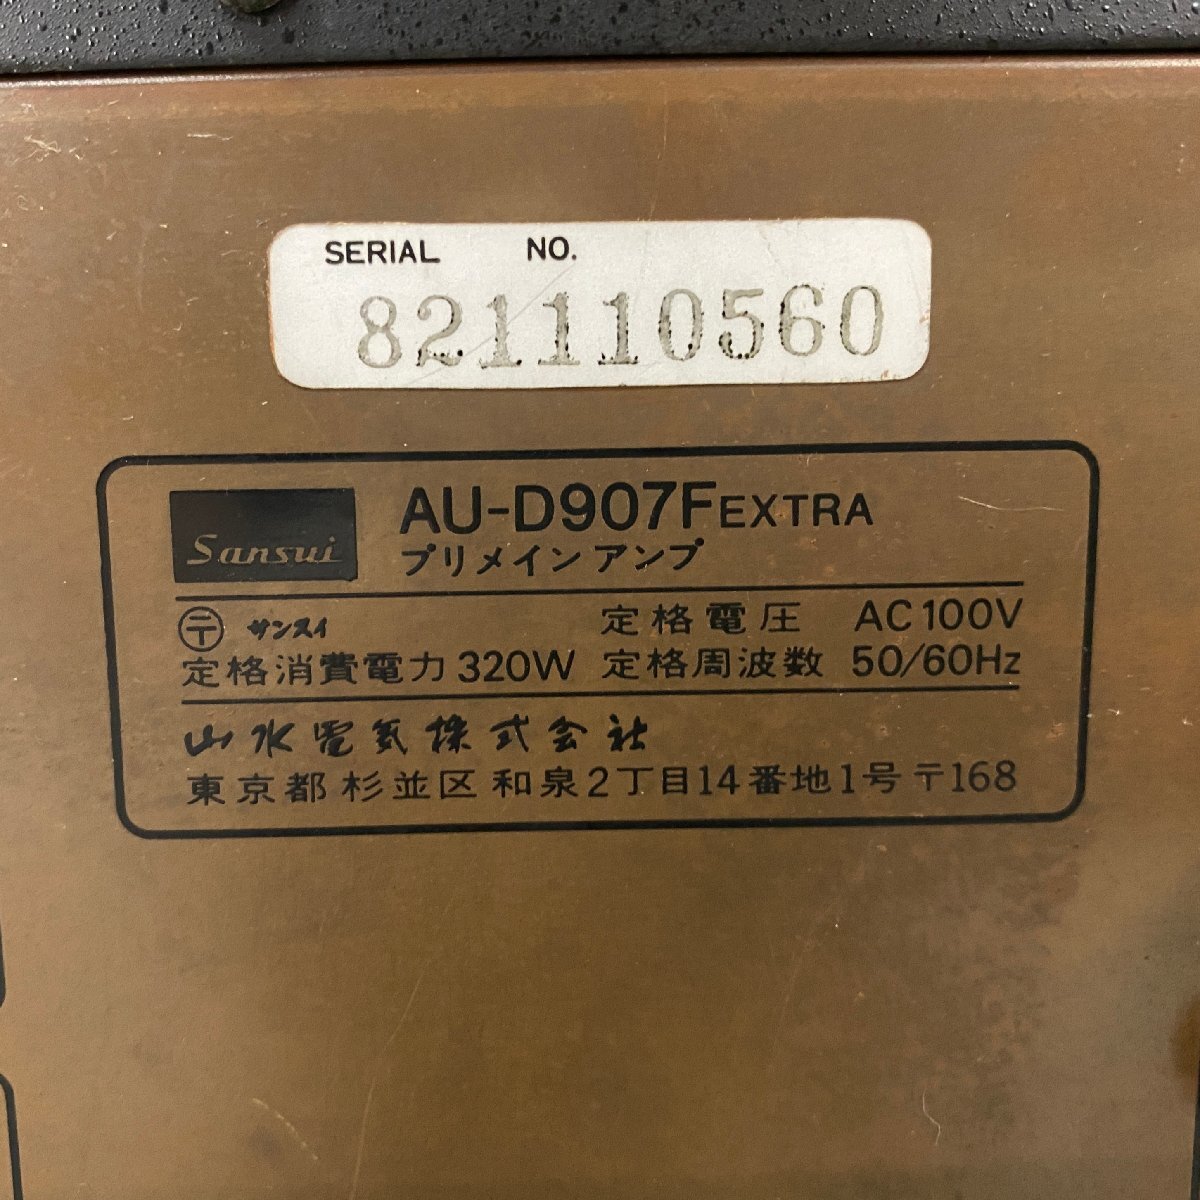 SERIAL NO.
821110560
Sansui AU-D907F EXTRA
プリメインアンプ
〒 サンスイ 定格電圧 AC100V
定格消費電力 320W 定格周波数 50/60Hz
山水電気株式会社
東京都杉並区和泉2丁目14番地1号〒168